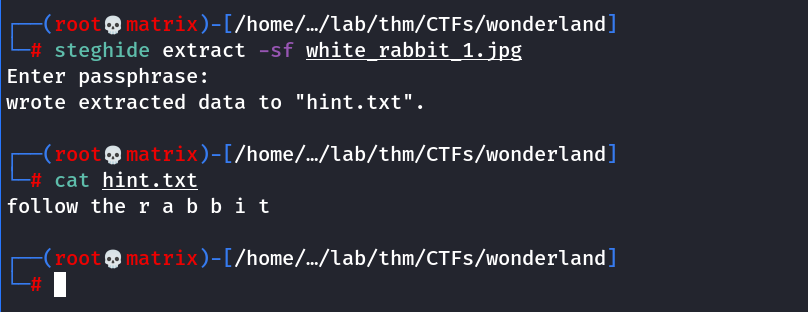 ┌──(root💀matrix)-[/home/…/lab/thm/CTFs/wonderland]
└─# steghide extract -sf white_rabbit_1.jpg
Enter passphrase:
wrote extracted data to "hint.txt".
┌──(root💀matrix)-[/home/…/lab/thm/CTFs/wonderland]
└─# cat hint.txt
follow the r a b b i t
┌──(root💀matrix)-[/home/…/lab/thm/CTFs/wonderland]
└─#